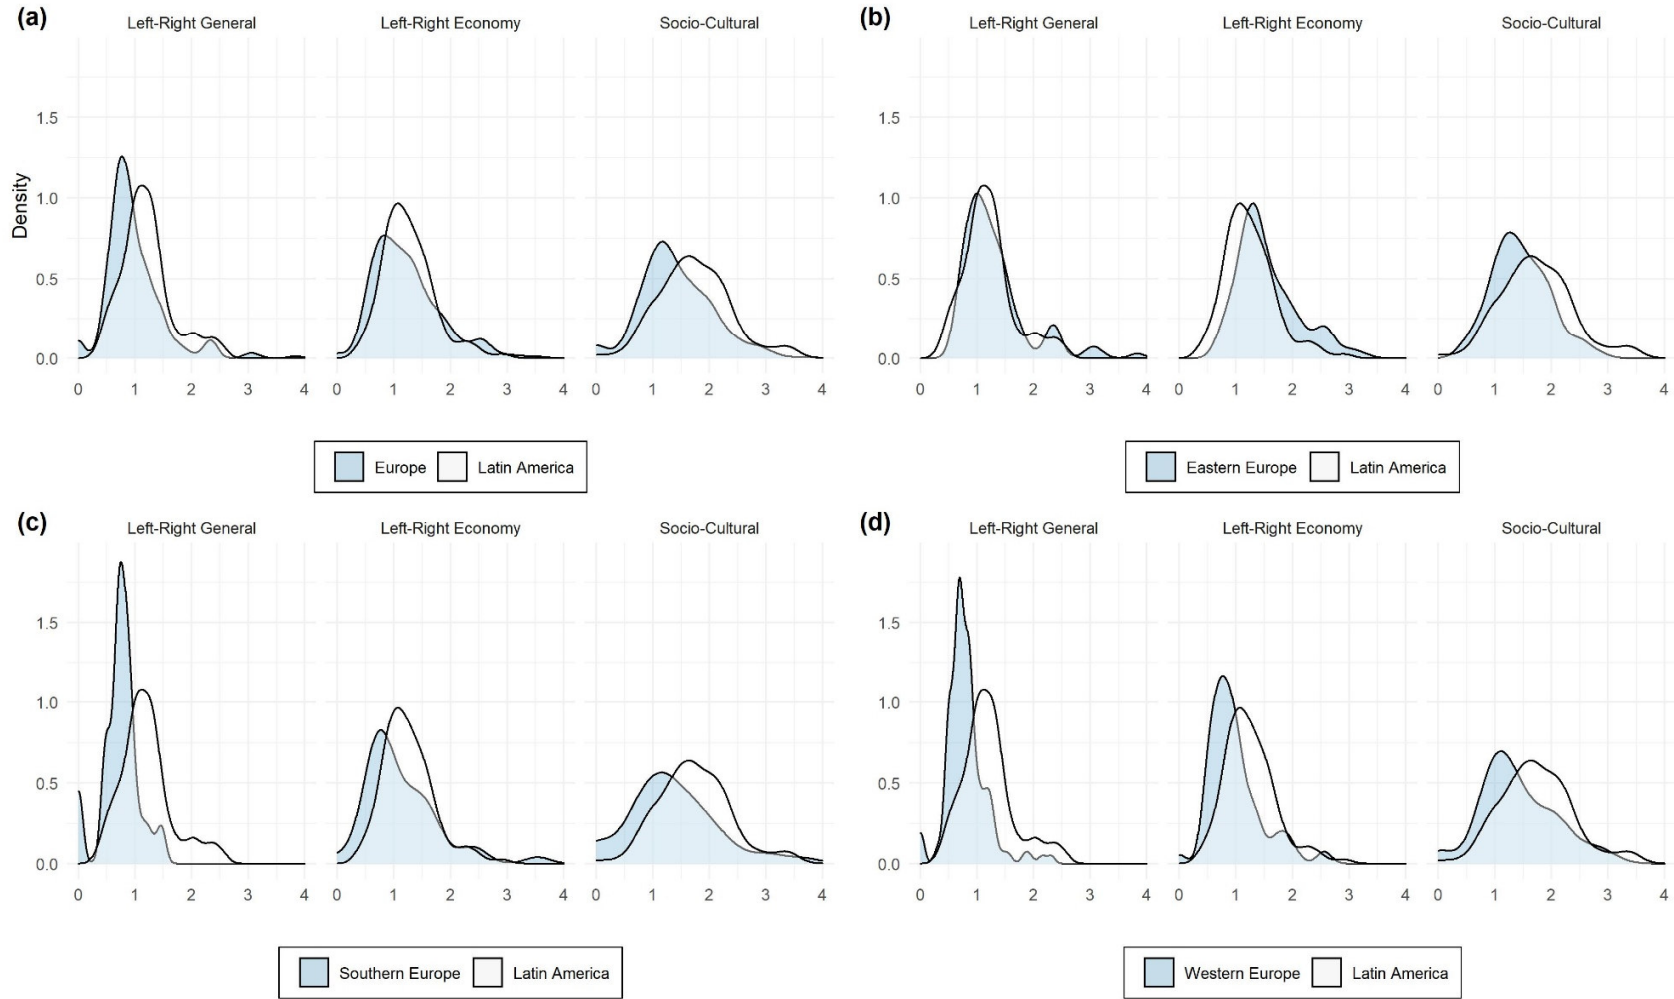 (a)
Left-Right General Left-Right Economy Socio-Cultural
(b)
Left-Right General Left-Right Economy Socio-Cultural
Density
1.5
1.0
0.5
0.0
0 1 2 3 4 0 1 2 3 4 0 1 2 3 4
Europe Latin America
1.5
1.0
0.5
0.0
0 1 2 3 4 0 1 2 3 4 0 1 2 3 4
Eastern Europe Latin America
(c)
Left-Right General Left-Right Economy Socio-Cultural
1.5
1.0
0.5
0.0
0 1 2 3 4 0 1 2 3 4 0 1 2 3 4
Southern Europe Latin America
(d)
Left-Right General Left-Right Economy Socio-Cultural
1.5
1.0
0.5
0.0
0 1 2 3 4 0 1 2 3 4 0 1 2 3 4
Western Europe Latin America